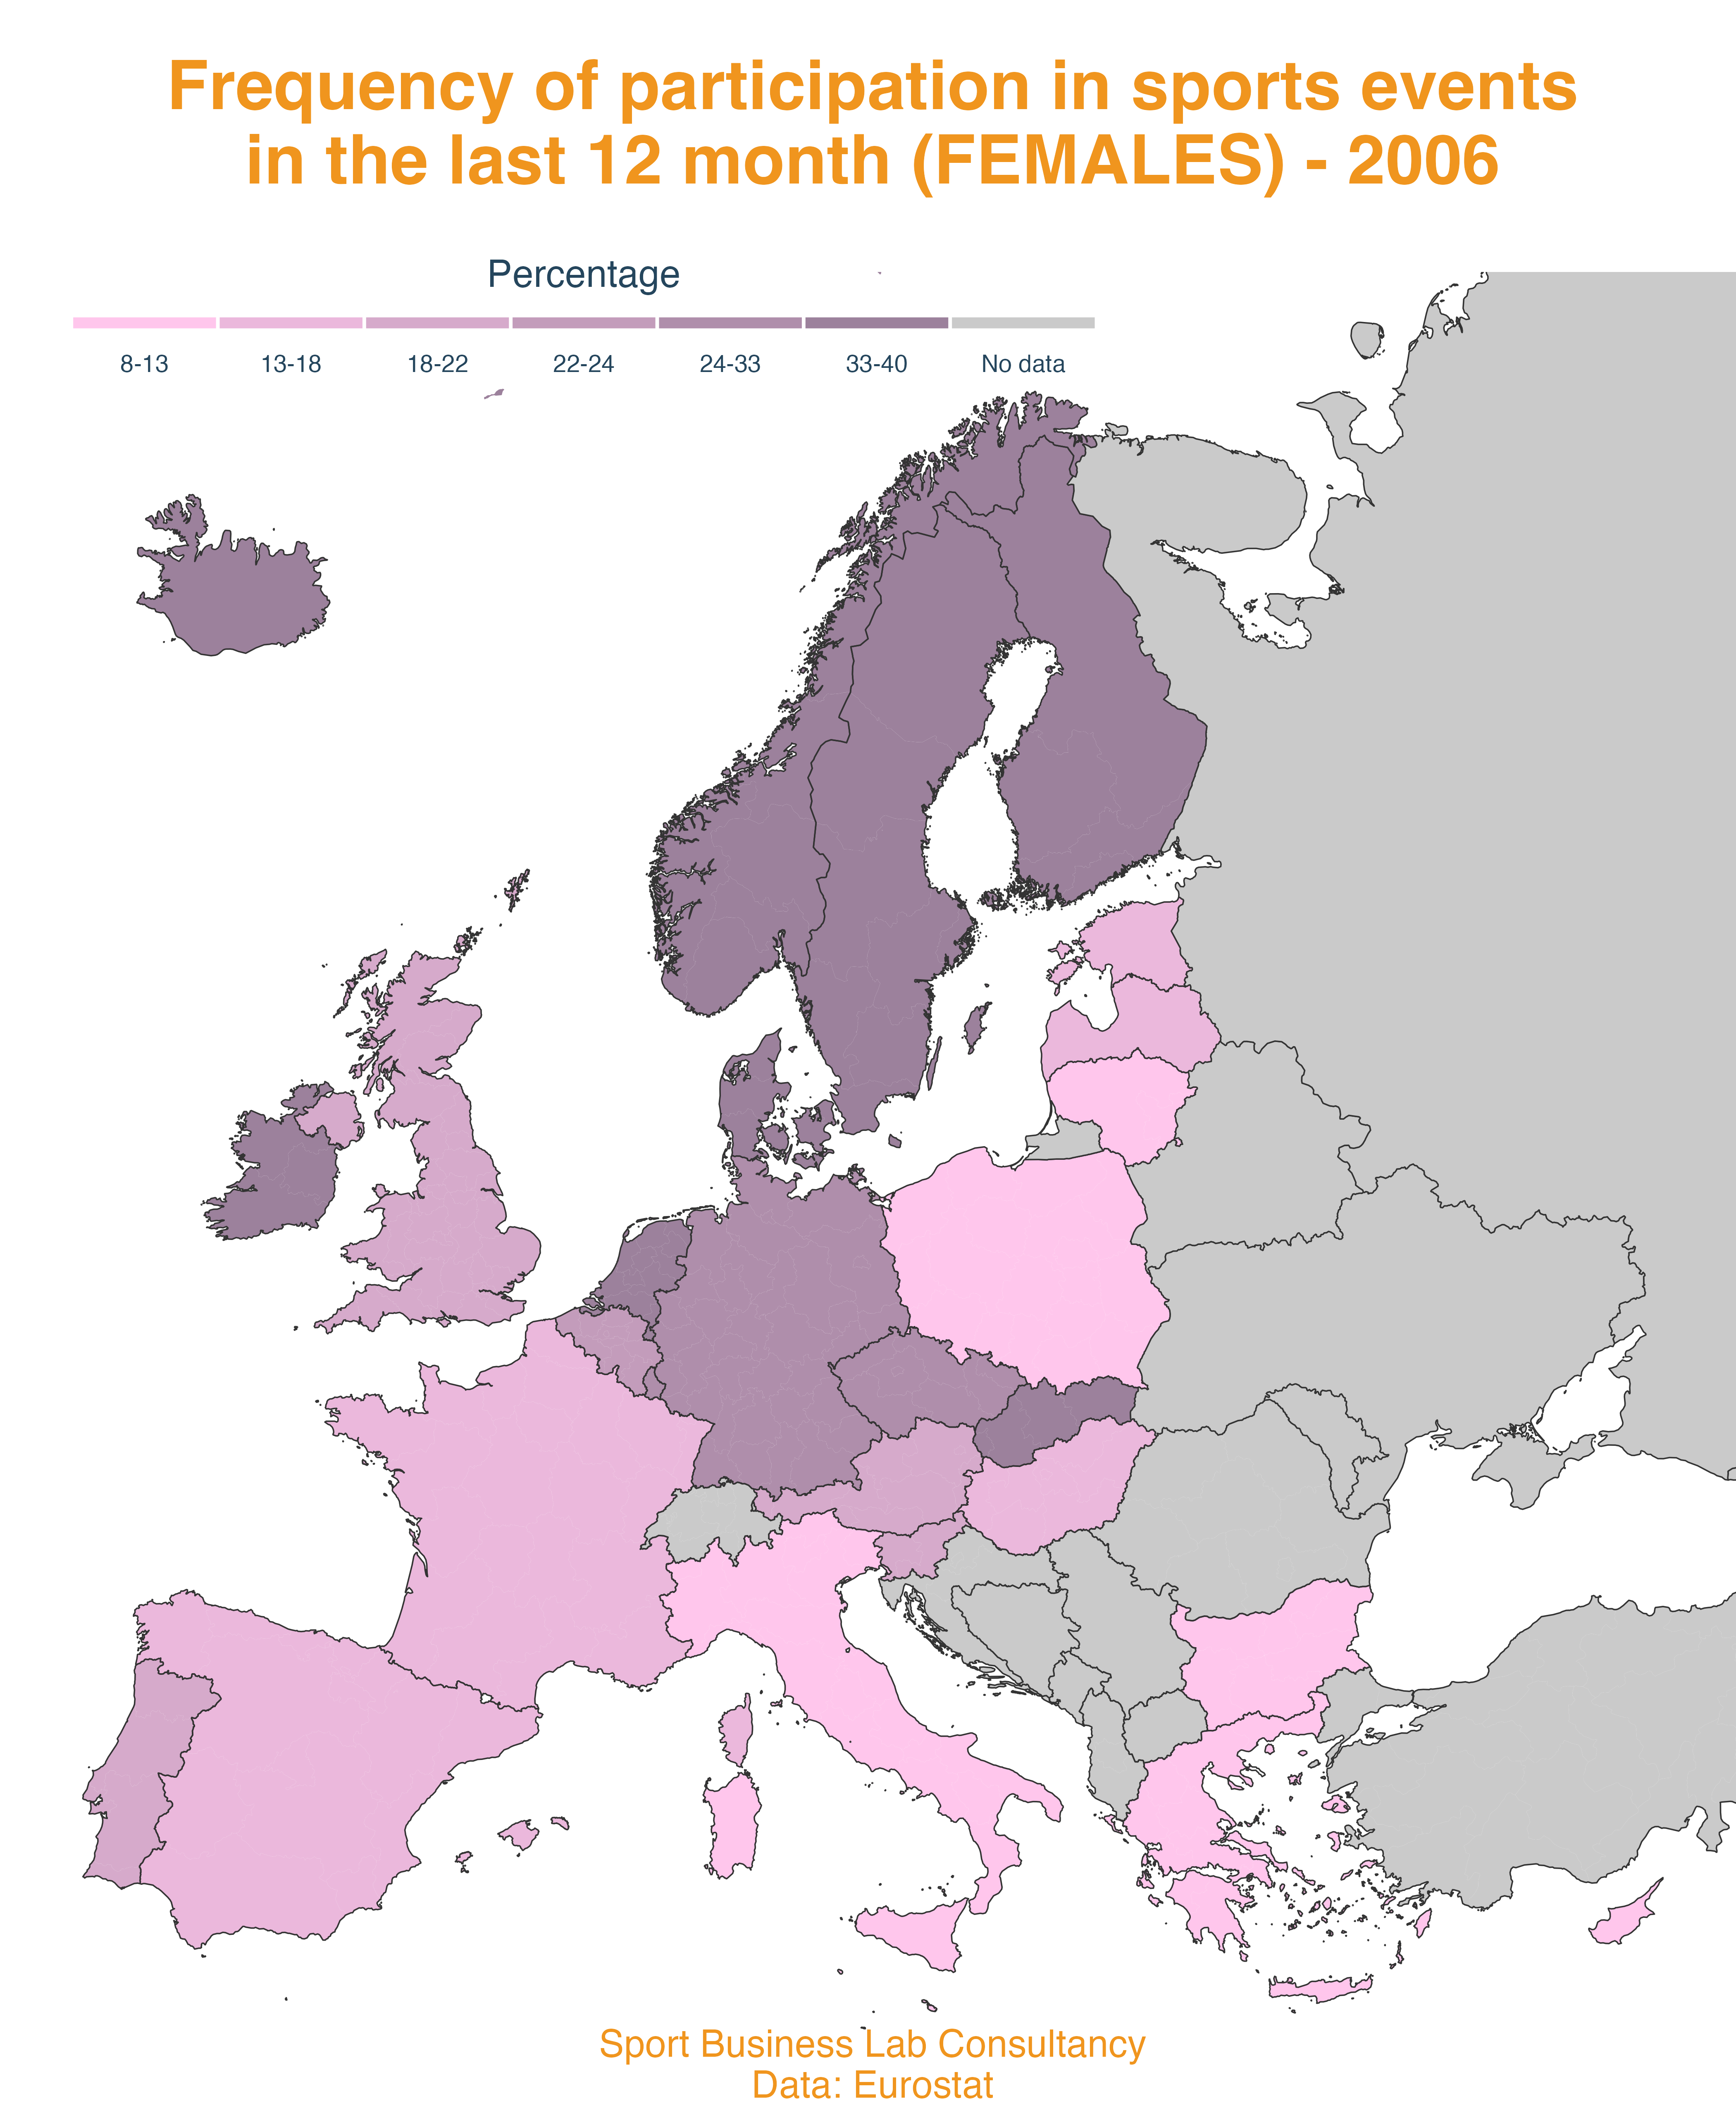 Frequency of participation in sports events
in the last 12 month (FEMALES) - 2006
Percentage
8-13 13-18 18-22 22-24 24-33 33-40 No data
Sport Business Lab Consultancy
Data: Eurostat